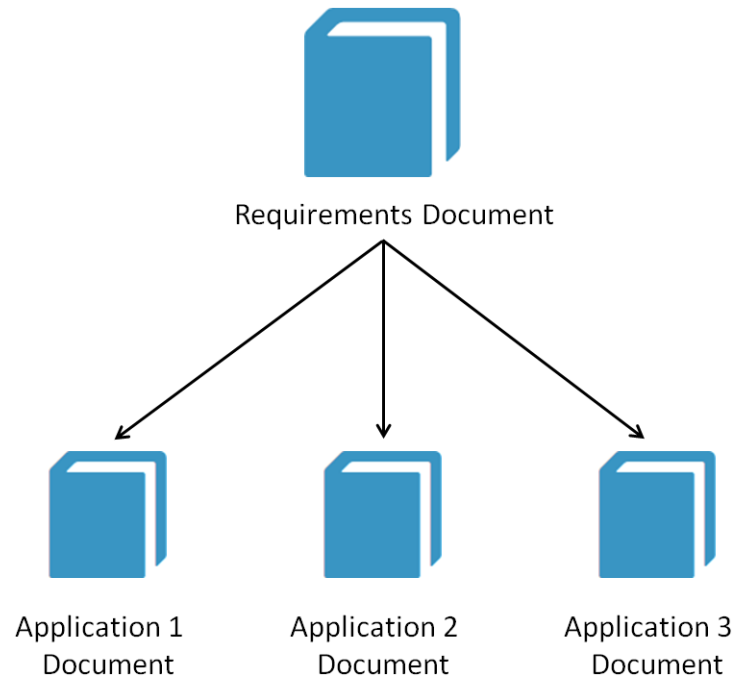 Requirements Document
Application 1
Document
Application 2
Document
Application 3
Document